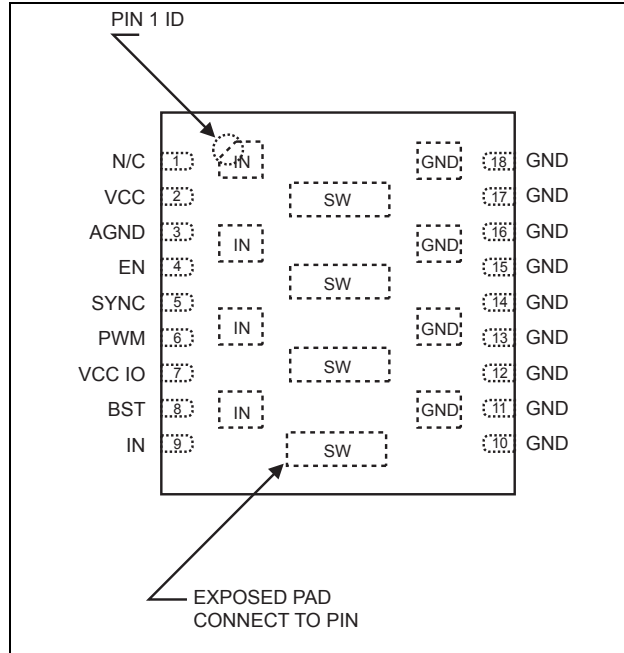 PIN 1 ID
N/C 1 IN GND 18 GND
VCC 2 SW 17 GND
AGND 3 IN GND 16 GND
EN 4 SW 15 GND
SYNC 5 14 GND
PWM 6 IN GND 13 GND
VCC IO 7 SW 12 GND
BST 8 IN GND 11 GND
IN 9 SW 10 GND
EXPOSED PAD
CONNECT TO PIN